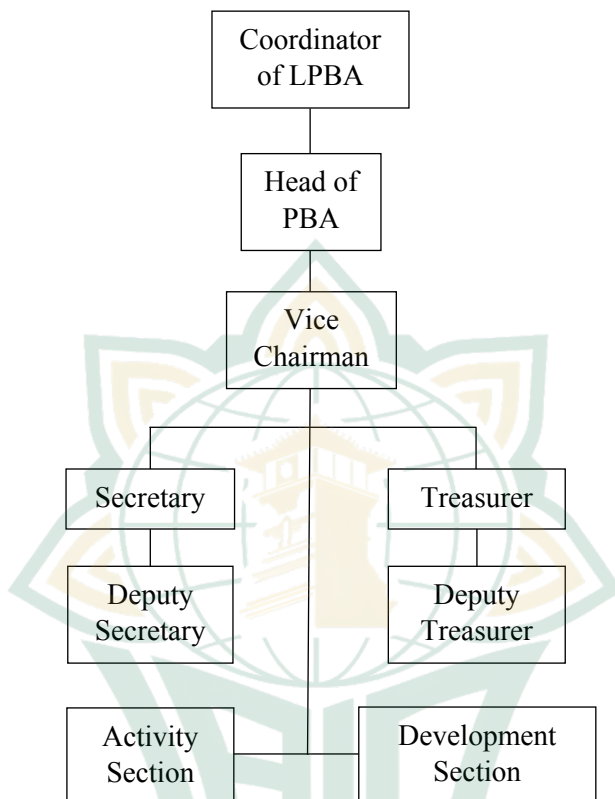 Coordinator
of LPBA
Head of
PBA
Vice
Chairman
Secretary
Treasurer
Deputy
Secretary
Deputy
Treasurer
Activity
Section
Development
Section